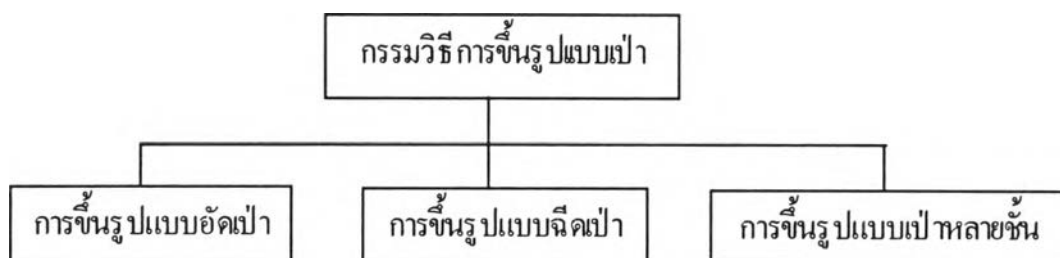 กรรมวิธีการขึ้นรูปแบบเป่า
การขึ้นรูปแบบอัดเป่า
การขึ้นรูปแบบฉีดเป่า
การขึ้นรูปแบบเป่าหลายชั้น